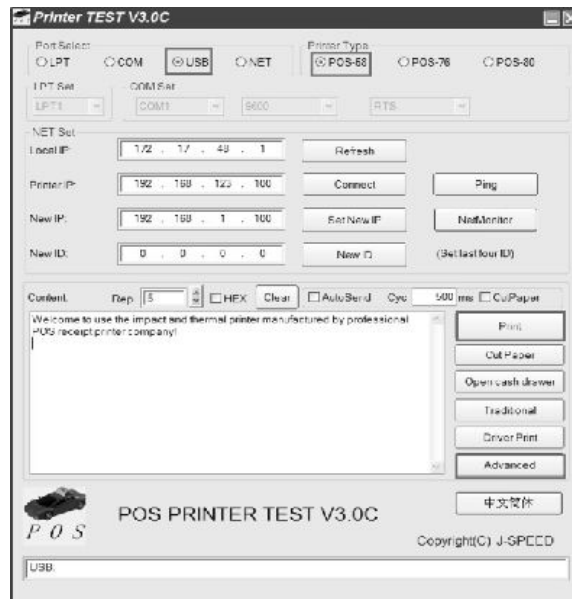 Printer TEST V3.0C
Port Select Printer Type
LPT COM USB NET POS-58 POS-76 POS-80
LPT Set COM Set
LPT1 COM1 9600 RTS
NET Set
Local IP: 172 . 17 . 48 . 1 Refresh
Printer IP: 192 . 168 . 123 . 100 Connect Ping
New IP: 192 . 168 . 1 . 100 Set New IP NetMonitor
New ID: 0 . 0 . 0 . 0 New ID (Set last four ID)
Content: Rep 5 HEX Clear AutoSend Cyc 500 ms CutPaper
Welcome to use the impact and thermal printer manufactured by professional
POS receipt printer company!
Print
Cut Paper
Open cash drawer
Traditional
Driver Print
Advanced
POS
POS PRINTER TEST V3.0C
中文简体
Copyright(C) J-SPEED
USB: